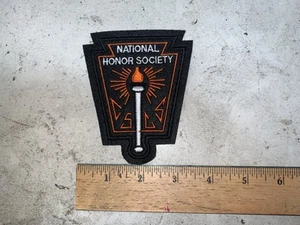 NATIONAL
HONOR SOCIETY
C S L S
1 2 3 4 5 6